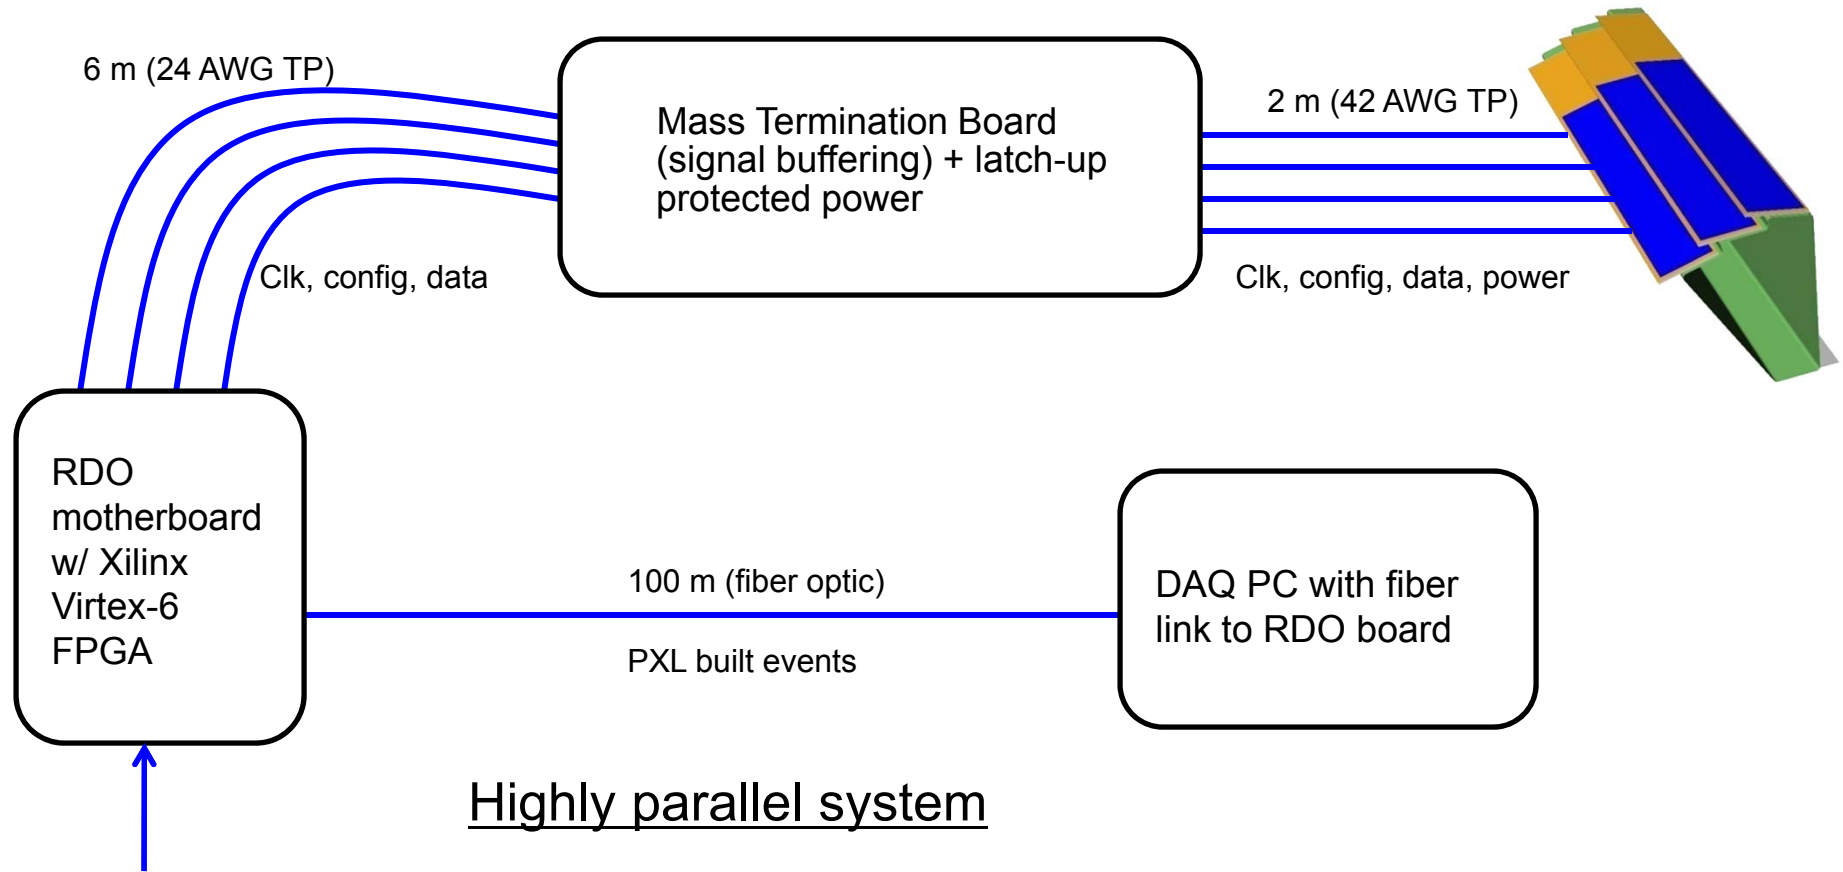 6 m (24 AWG TP)
Mass Termination Board
(signal buffering) + latch-up
protected power
2 m (42 AWG TP)
Clk, config, data
Clk, config, data, power
RDO
motherboard
w/ Xilinx
Virtex-6
FPGA
100 m (fiber optic)
PXL built events
DAQ PC with fiber
link to RDO board
Highly parallel system